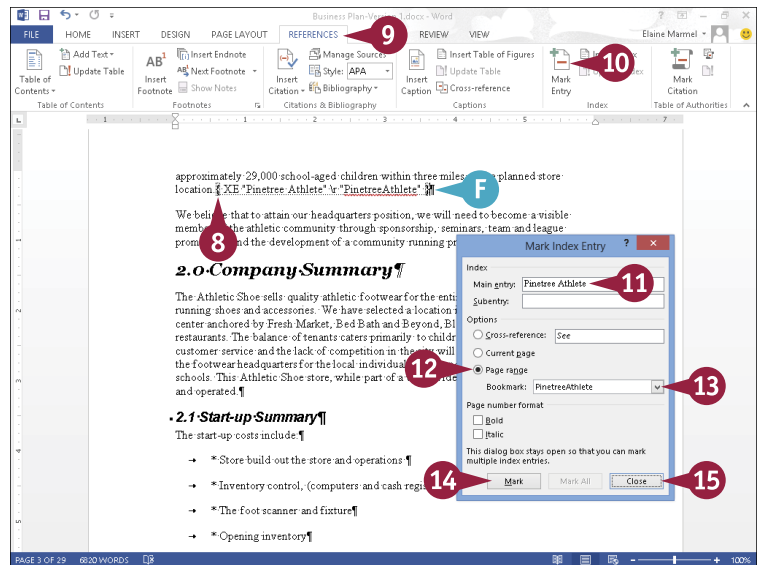 Business Plan-Version 1.docx - Word
FILE HOME INSERT DESIGN PAGE LAYOUT REFERENCES REVIEW VIEW Elaine Marmel
9
Table of Contents
Add Text
Update Table
AB1
Insert Footnote
Insert Endnote
Next Footnote
Show Notes
Insert Citation
Manage Sources
Style: APA
Bibliography
Insert Caption
Insert Table of Figures
Update Table
Cross-reference
Mark Entry
10
Mark Citation
Table of Contents Footnotes Citations & Bibliography Captions Index Table of Authorities
1 1 2 3 4 5 7
approximately 29,000 school-aged children within three miles planned store
location.{ XE "Pinetree Athlete" \r "PinetreeAthlete" }¶
F
8
We believe that to attain our headquarters position, we will need to become a visible
the athletic community through sponsorship, seminars, team and league
and the development of a community running
2.0 Company Summary¶
The Athletic Shoe sells quality athletic footwear for the
running shoes and accessories. We have selected a location
center anchored by Fresh Market, Bed Bath and Beyond,
restaurants. The balance of tenants caters primarily to
customer service and the lack of competition in the city will
the footwear headquarters for the local
schools. This Athletic Shoe store, while part of a
and operated.¶
2.1 Start-up Summary¶
The start-up costs include:¶
→ * Store build out the store and operations ¶
→ * Inventory control, (computers and cash
→ * The foot scanner and fixture¶
→ * Opening inventory¶
Mark Index Entry ? ×
Index
Main entry: Pinetree Athlete
11
Subentry:
Options
Cross-reference: See
Current page
12
Page range
Bookmark: PinetreeAthlete
13
Page number format
Bold
Italic
This dialog box stays open so that you can mark
multiple index entries.
14
Mark Mark All Close
15
PAGE 3 OF 29 6820 WORDS 100%